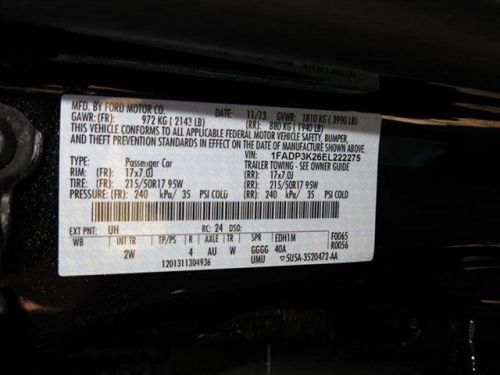 MFD. BY FORD MOTOR CO.
11/13 GVWR: 1810 KG ( 3990 LB)
GAWR: (FR): 972 KG ( 2143 LB) (RR): 880 KG ( 1940 LB)
THIS VEHICLE CONFORMS TO ALL APPLICABLE FEDERAL MOTOR VEHICLE SAFETY, BUMPER,
AND THEFT PREVENTION STANDARDS IN EFFECT ON THE DATE OF MANUFACTURE SHOWN ABOVE.
VIN: 1FADP3K26EL222275
TYPE: Passenger Car TRAILER TOWING - SEE OWNER GUIDE
RIM: (FR): 17x7.0J (RR): 17x7.0J
TIRE: (FR): 215/50R17 95W (RR): 215/50R17 95W
PRESSURE: (FR): 240 kPa/ 35 PSI COLD (RR): 240 kPa/ 35 PSI COLD
EXT PNT: UH RC: 24 DSO: F0065
WB INT TR TP/PS R AXLE TR SPR EDH1M R0056
2W 4 AU W GGGG 40A
1201311304936 UMU 5USA-3520472-AA